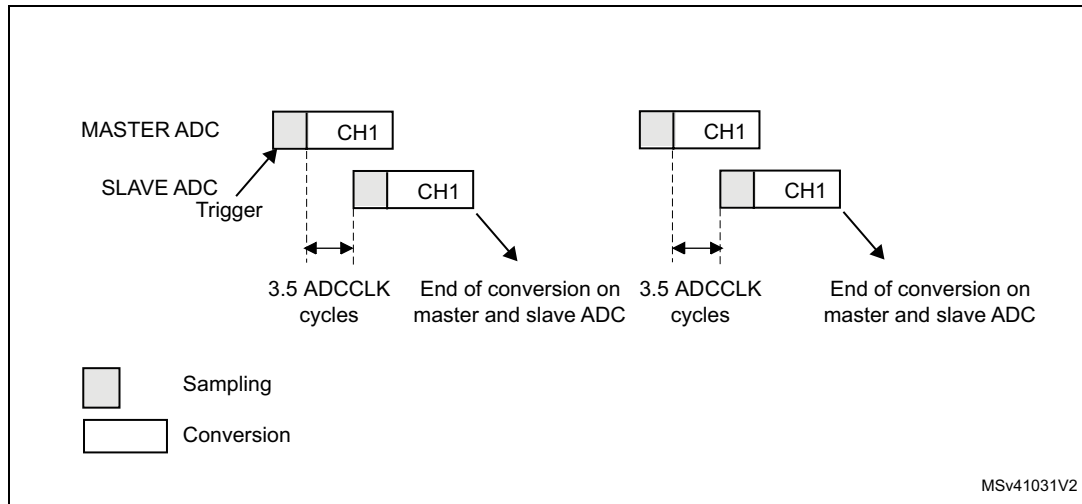 MASTER ADC
CH1
CH1
SLAVE ADC
Trigger
CH1
CH1
3.5 ADCCLK
cycles
End of conversion on
master and slave ADC
3.5 ADCCLK
cycles
End of conversion on
master and slave ADC
Sampling
Conversion
MSv41031V2